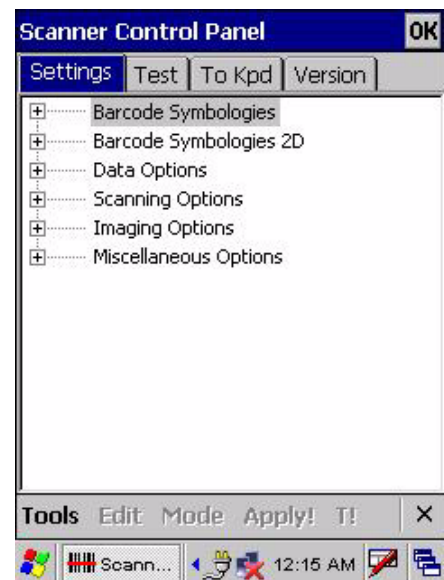 Scanner Control Panel OK
Settings Test To Kpd Version
Barcode Symbologies
Barcode Symbologies 2D
Data Options
Scanning Options
Imaging Options
Miscellaneous Options
Tools Edit Mode Apply! T! ×
Scann... 12:15 AM